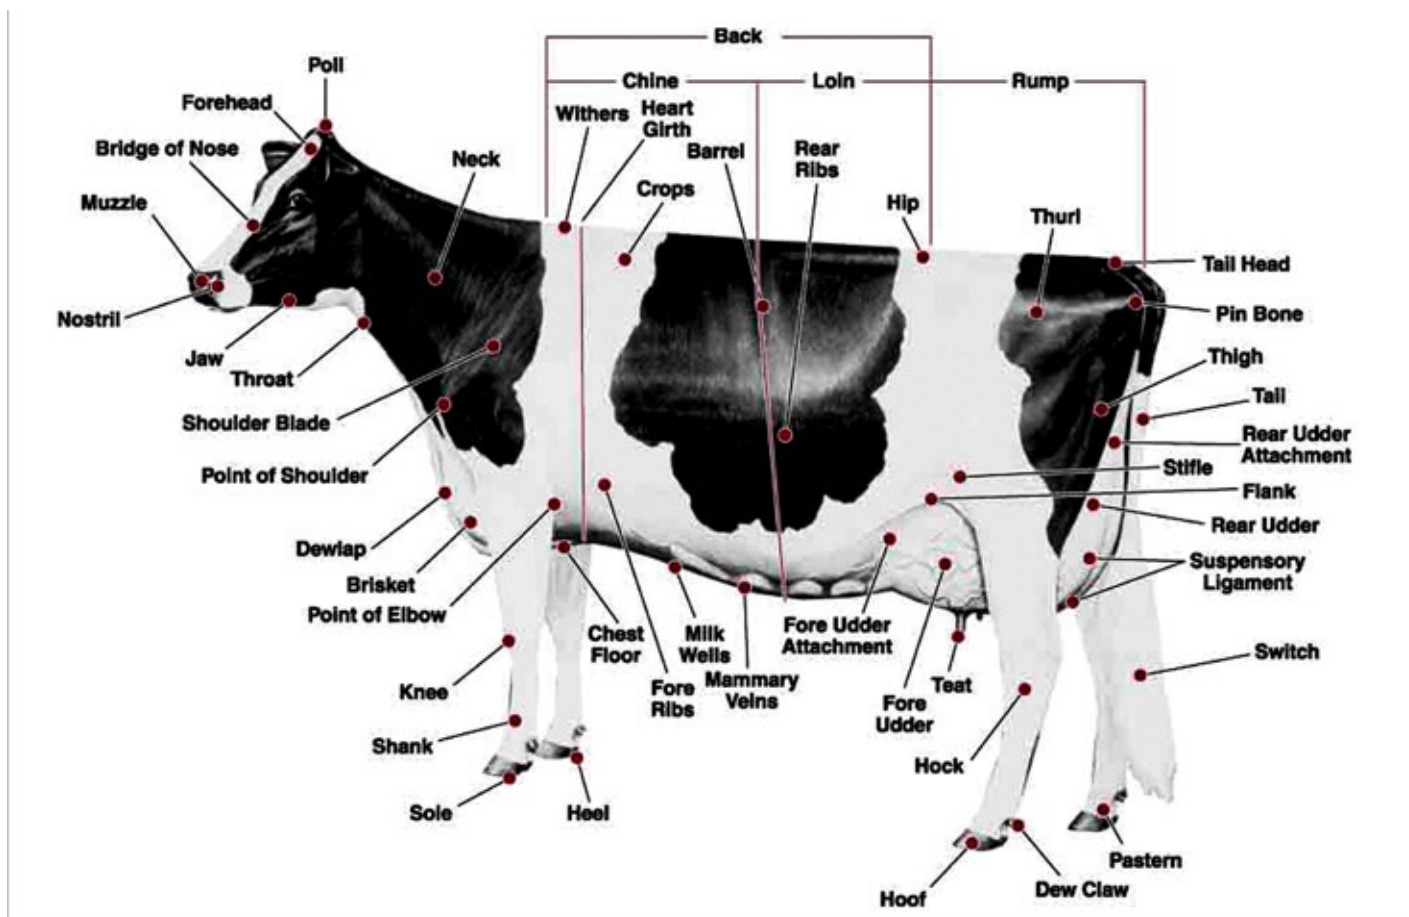 Back
Chine
Loin
Rump
Poll
Forehead
Bridge of Nose
Muzzle
Nostril
Jaw
Throat
Neck
Withers
Heart
Girth
Crops
Barrel
Rear
Ribs
Hip
Thurl
Tail Head
Pin Bone
Thigh
Tail
Rear Udder
Attachment
Stifle
Flank
Rear Udder
Suspensory
Ligament
Switch
Shoulder Blade
Point of Shoulder
Dewlap
Brisket
Point of Elbow
Chest
Floor
Fore
Ribs
Milk
Wells
Mammary
Veins
Fore Udder
Attachment
Fore
Udder
Teat
Knee
Shank
Sole
Heel
Hock
Hoof
Dew Claw
Pastern